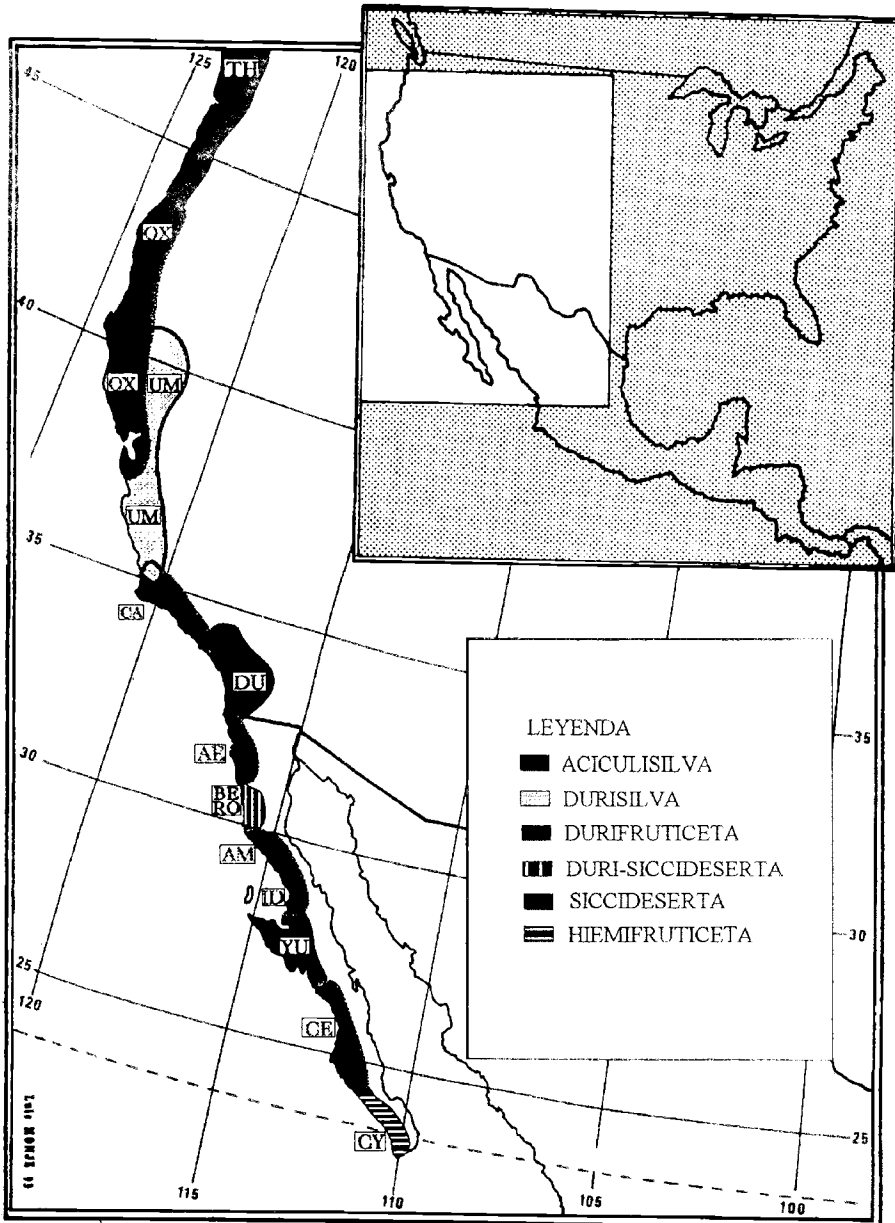 45
125
120
TH
OX
40
OX
UM
UM
35
CA
DU
30
AE
BE
RO
AM
ID
YU
25
120
CE
CY
115
110
105
100
35
30
25
LEYENDA
ACICULISILVA
DURISILVA
DURIFRUTICETA
DURI-SICCIDESERTA
SICCIDESERTA
HIEMIFRUTICETA